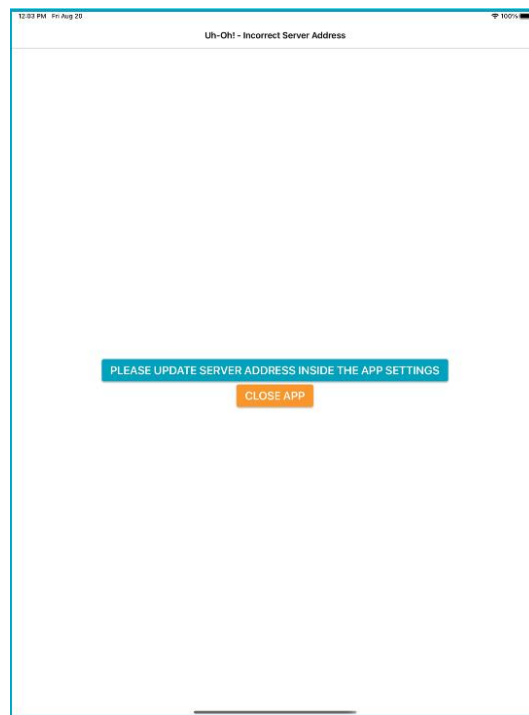 12:03 PM Fri Aug 20
100%
Uh-Oh! - Incorrect Server Address
PLEASE UPDATE SERVER ADDRESS INSIDE THE APP SETTINGS
CLOSE APP